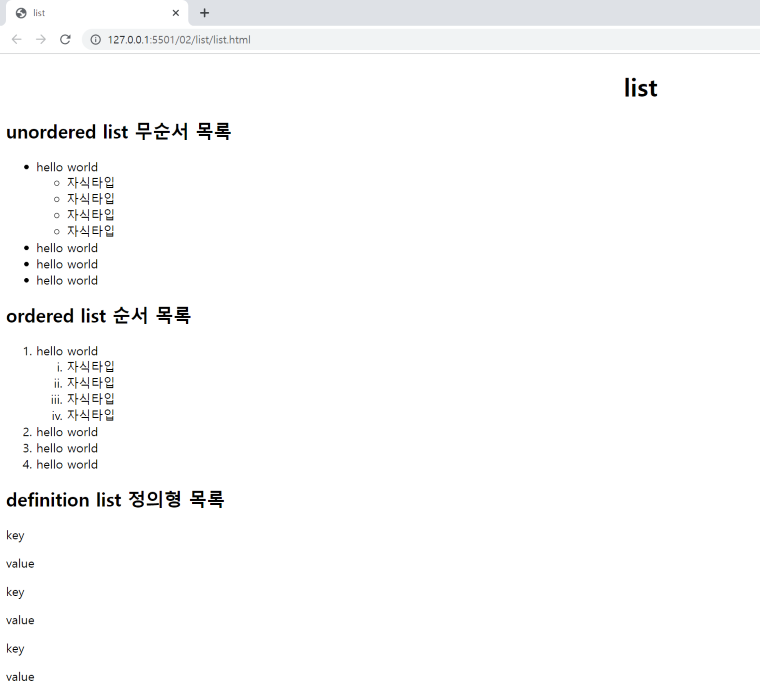 list
127.0.0.1:5501/02/list/list.html
list
unordered list 무순서 목록
hello world
자식타입
자식타입
자식타입
자식타입
hello world
hello world
hello world
ordered list 순서 목록
1. hello world
i. 자식타입
ii. 자식타입
iii. 자식타입
iv. 자식타입
2. hello world
3. hello world
4. hello world
definition list 정의형 목록
key
value
key
value
key
value